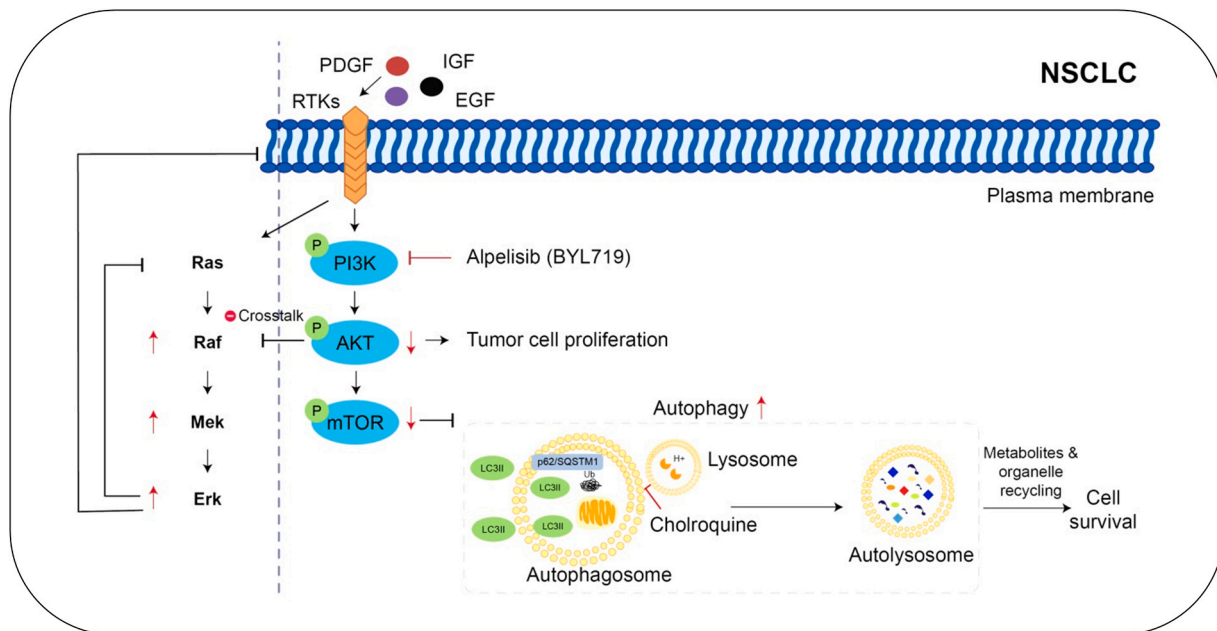 NSCLC
PDGF
IGF
EGF
RTKs
Plasma membrane
Ras
P
PI3K
Alpelisib (BYL719)
Crosstalk
Raf
P
AKT
Tumor cell proliferation
Mek
P
mTOR
Autophagy
Erk
LC3II
p62/SQSTM1
Ub
LC3II
LC3II
LC3II
H+
Lysosome
Cholroquine
Autophagosome
Autolysosome
Metabolites &
organelle
recycling
Cell
survival